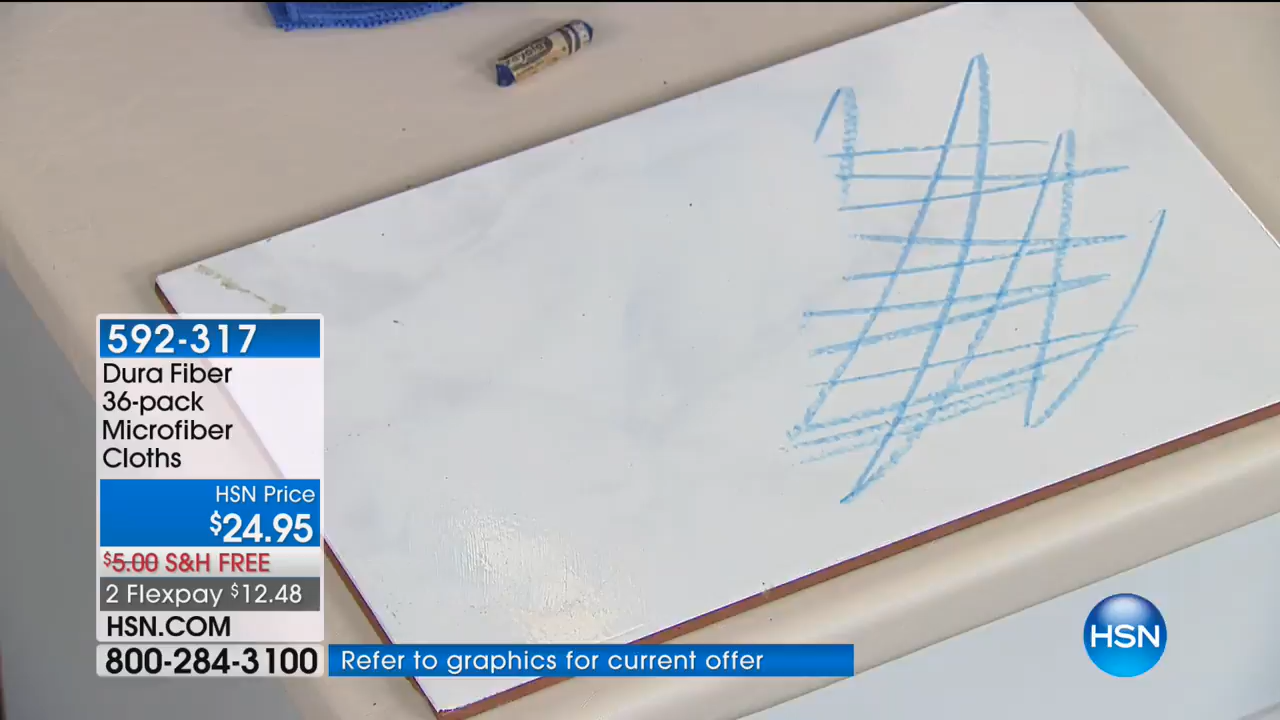 592-317
Dura Fiber
36-pack
Microfiber
Cloths
HSN Price
$24.95
$5.00 S&H FREE
2 Flexpay $12.48
HSN.COM
800-284-3100
Refer to graphics for current offer
HSN